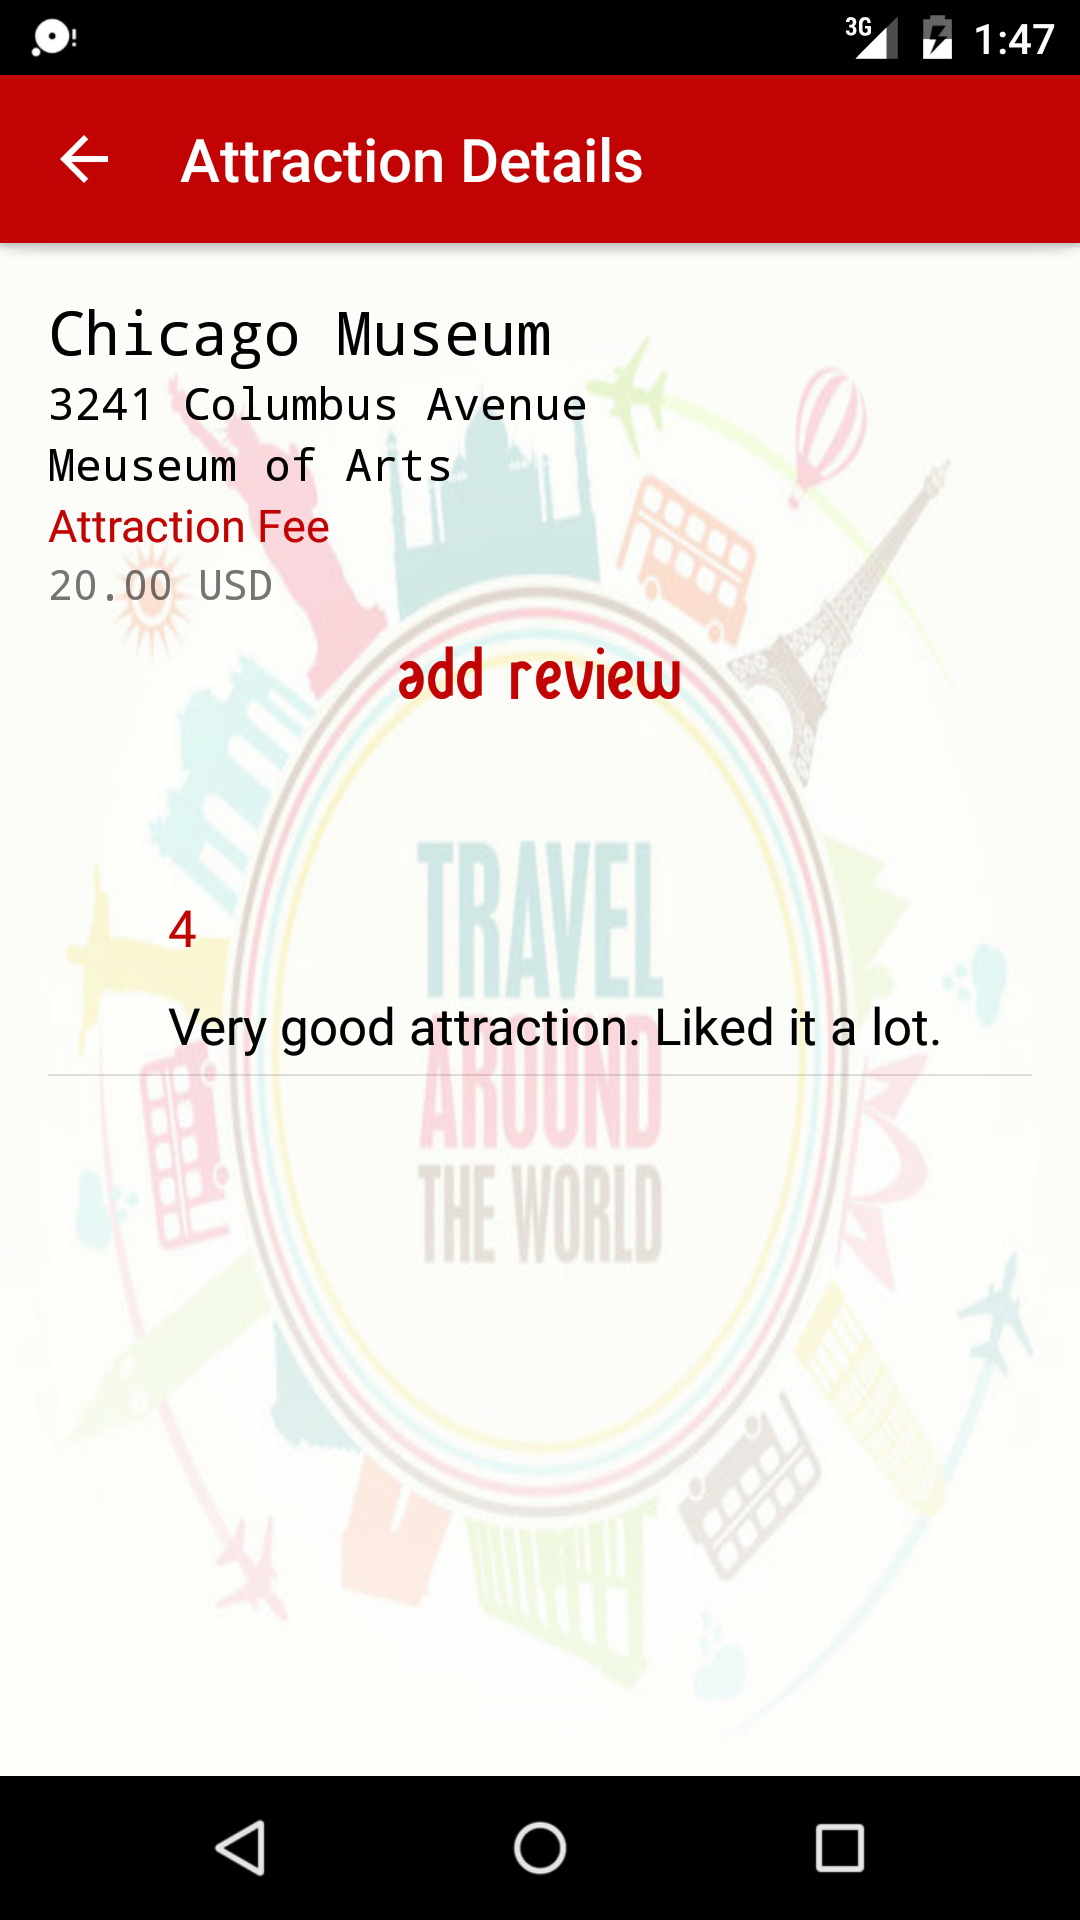 3G 1:47
Attraction Details
Chicago Museum
3241 Columbus Avenue
Meuseum of Arts
Attraction Fee
20.00 USD
add review
4
Very good attraction. Liked it a lot.
TRAVEL
AROUND
THE WORLD